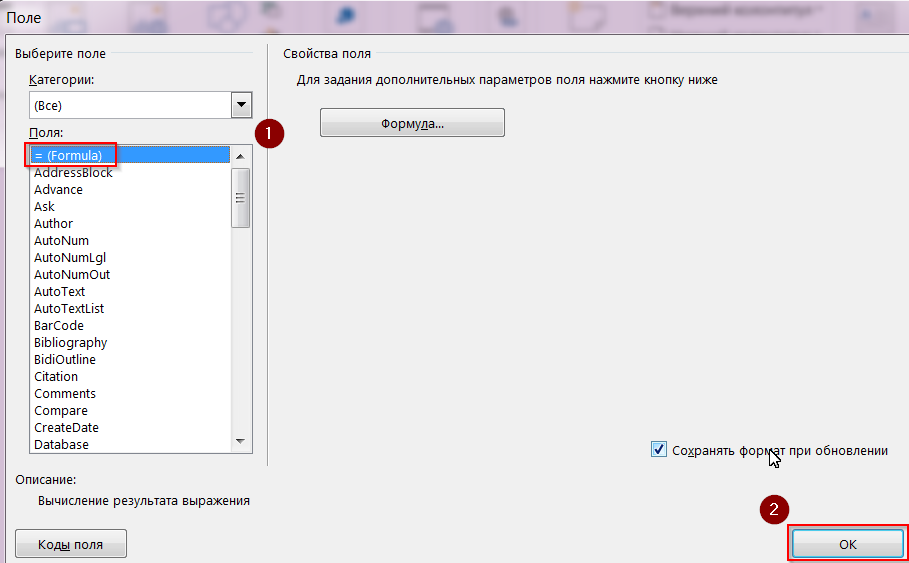 Поле
Выберите поле
Категории:
(Все)
Поля:
1
= (Formula)
AddressBlock
Advance
Ask
Author
AutoNum
AutoNumLgl
AutoNumOut
AutoText
AutoTextList
BarCode
Bibliography
BidiOutline
Citation
Comments
Compare
CreateDate
Database
Свойства поля
Для задания дополнительных параметров поля нажмите кнопку ниже
Формула...
Сохранять формат при обновлении
Описание:
Вычисление результата выражения
Коды поля
2
ОК